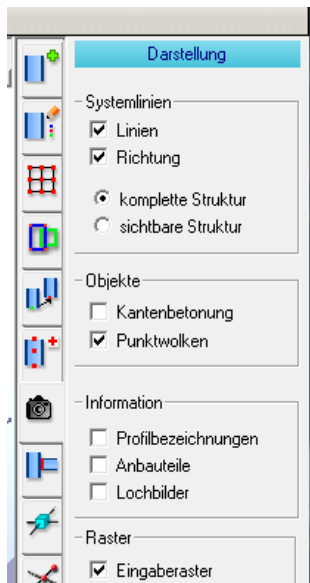 Darstellung
Systemlinien
Linien
Richtung
komplette Struktur
sichtbare Struktur
Objekte
Kantenbetonung
Punktwolken
Information
Profilbezeichnungen
Anbauteile
Lochbilder
Raster
Eingaberaster